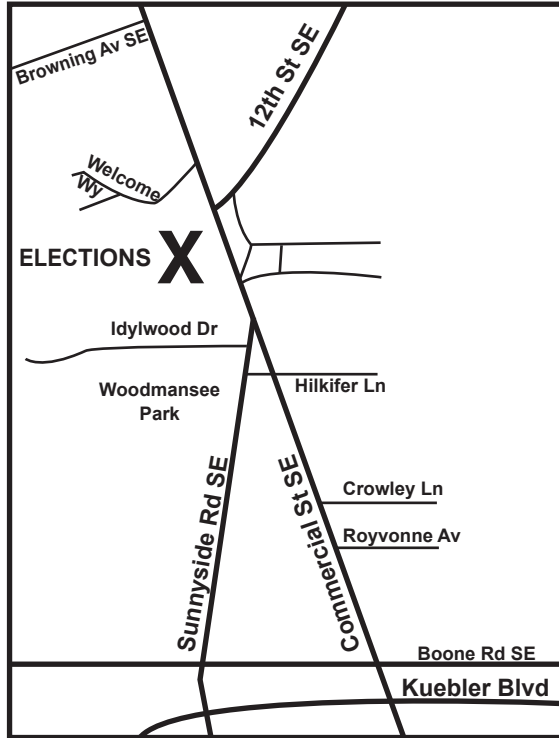 Browning Av SE
12th St SE
Welcome
Wy
ELECTIONS X
Idylwood Dr
Woodmansee
Park
Hilkifer Ln
Sunnyside Rd SE
Commercial St SE
Crowley Ln
Royvonne Av
Boone Rd SE
Kuebler Blvd